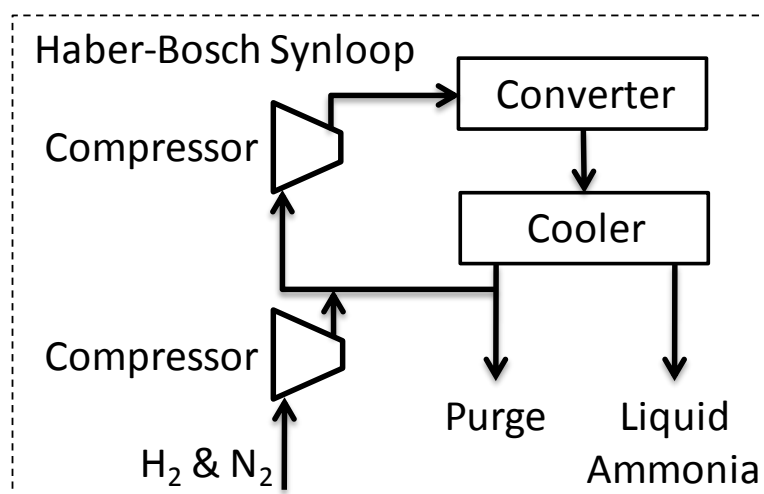 Haber-Bosch Synloop
Converter
Compressor
Cooler
Compressor
Purge
Liquid
Ammonia
H₂ & N₂